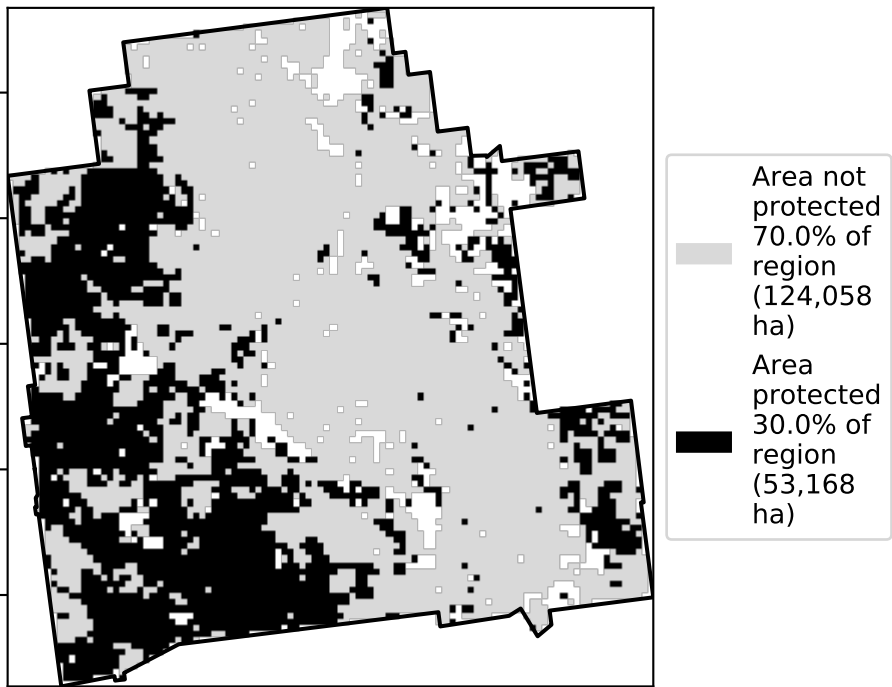 Area not
protected
70.0% of
region
(124,058
ha)
Area
protected
30.0% of
region
(53,168
ha)